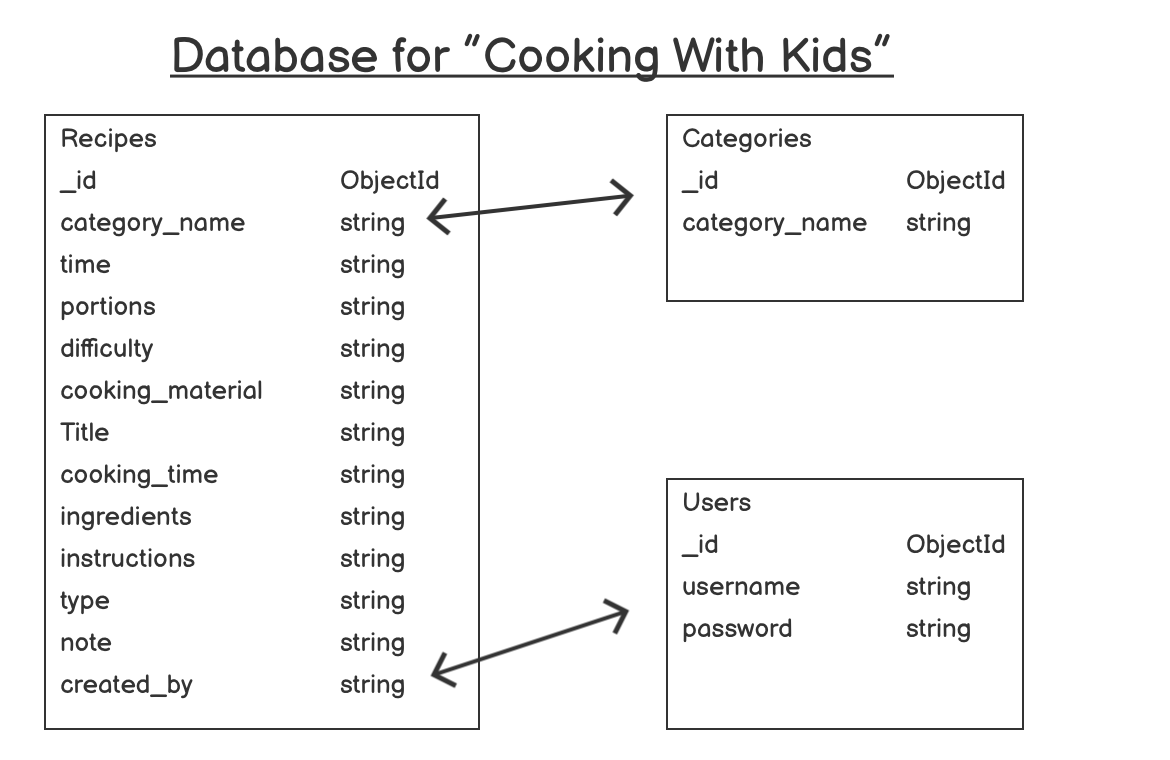 Database for "Cooking With Kids"
Recipes
_id ObjectId
category_name string
time string
portions string
difficulty string
cooking_material string
Title string
cooking_time string
ingredients string
instructions string
type string
note string
created_by string
Categories
_id ObjectId
category_name string
Users
_id ObjectId
username string
password string